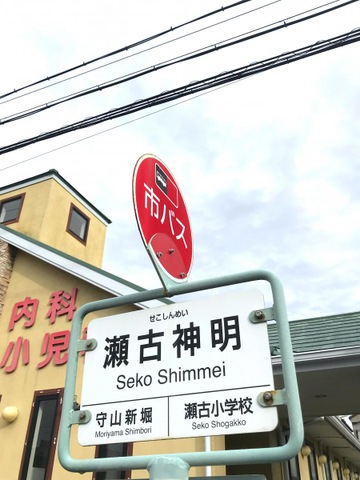 市バス
せこしんめい
瀬古神明
Seko Shimmei
守山新堀
Moriyama Shimbori
瀬古小学校
Seko Shogakko
内科
小児